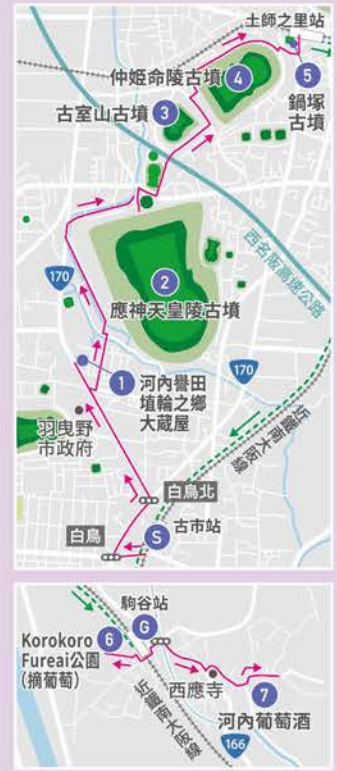 土師之里站
仲姬命陵古墳
4
5
鍋塚
古墳
古室山古墳
3
西名阪高速公路
170
2
應神天皇陵古墳
1
河內譽田
埴輪之鄉
大蔵屋
170
羽曳野
市政府
近鐵南大阪線
白鳥北
白鳥
S
古市站
駒谷站
Korokoro
Fureai公園
(摘葡萄)
6
G
西應寺
7
河內葡萄酒
近鐵南大阪線
166